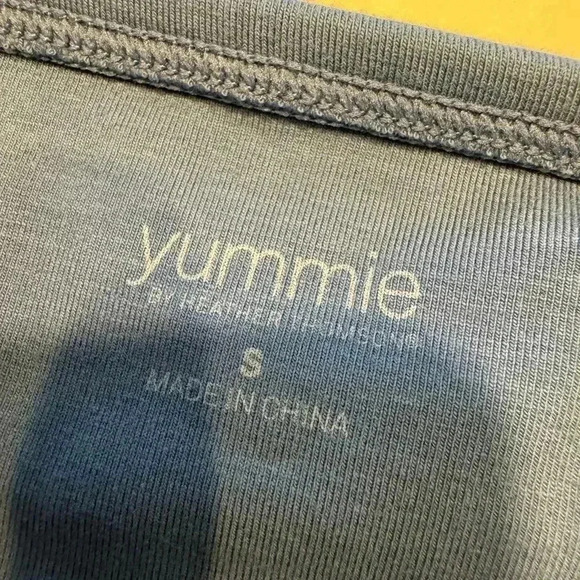 yummie
BY HEATHER THOMSON®
S
MADE IN CHINA